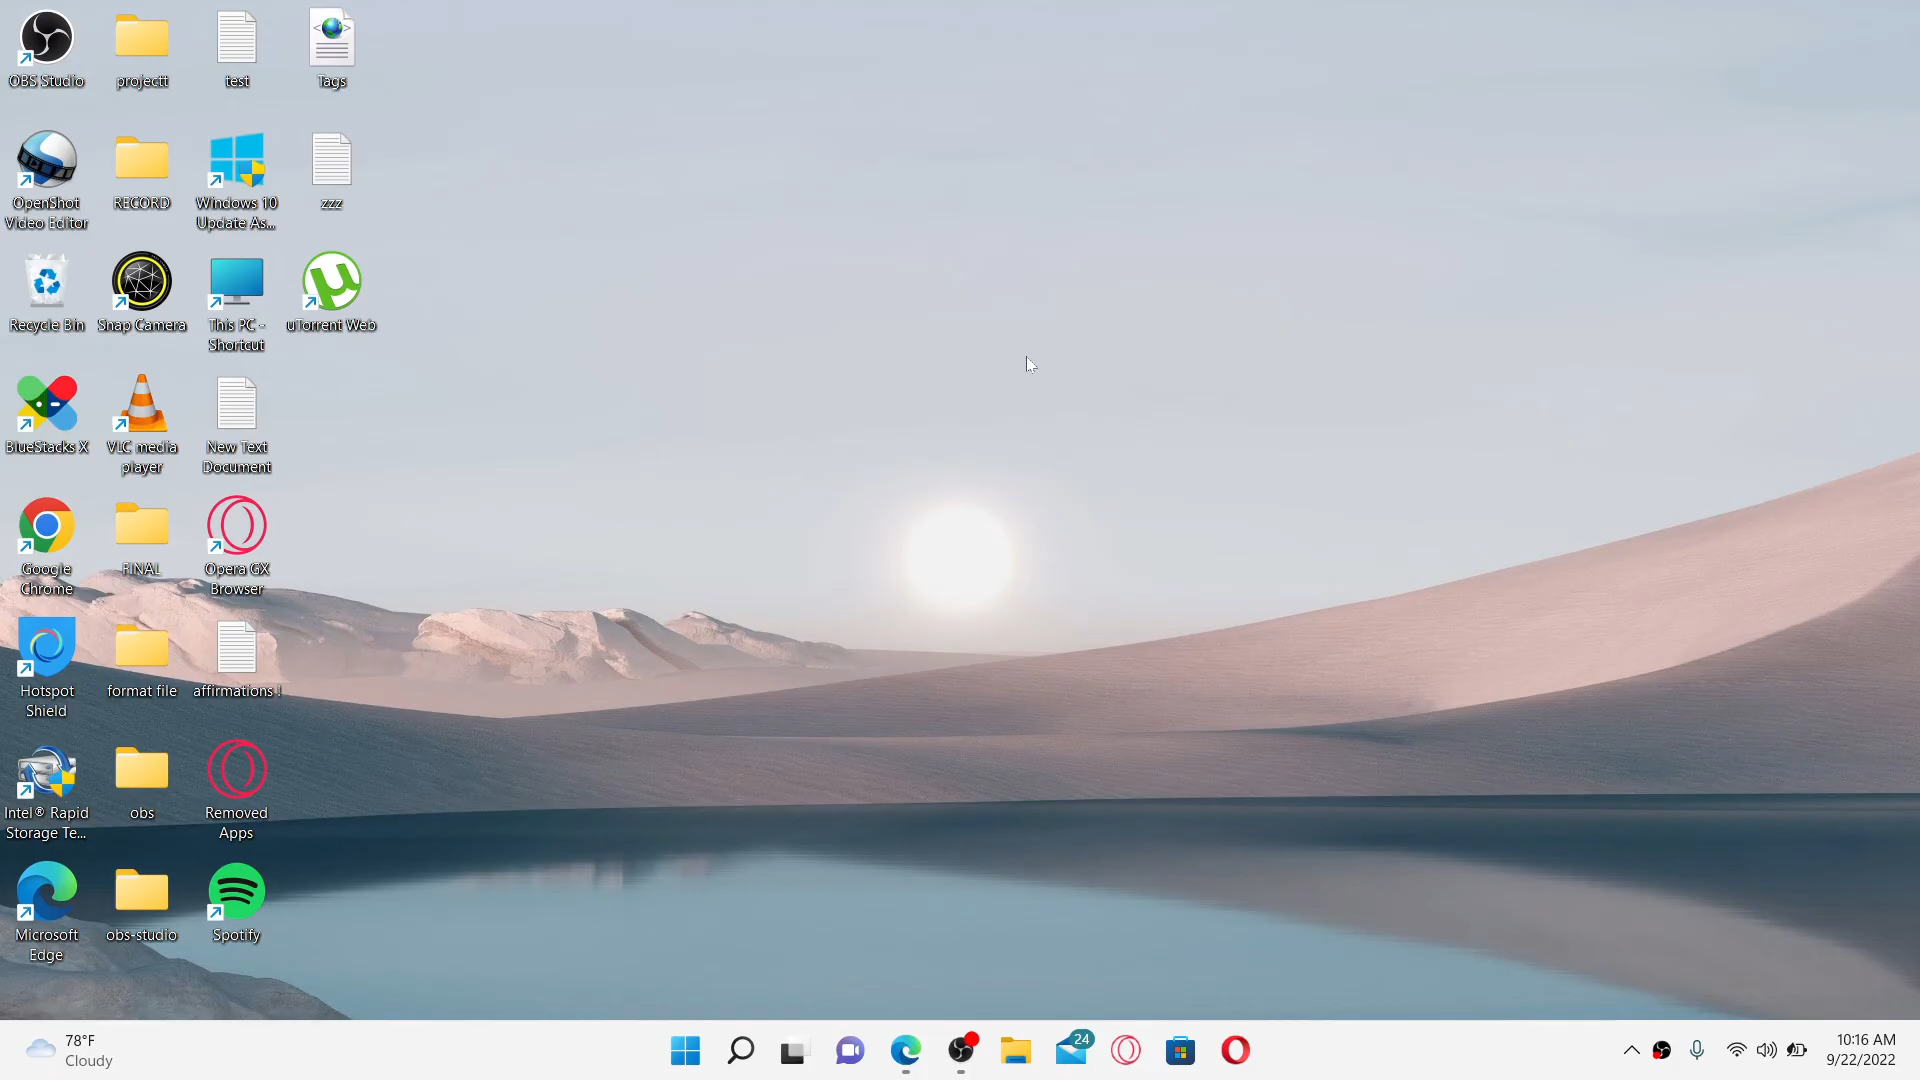 OBS Studio
projectt
test
Tags
OpenShot
Video Editor
RECORD
Windows 10
Update As...
zzz
Recycle Bin
Snap Camera
This PC -
Shortcut
uTorrent Web
BlueStacks X
VLC media
player
New Text
Document
Google
Chrome
FINAL
Opera GX
Browser
Hotspot
Shield
format file
affirmations !
Intel® Rapid
Storage Te...
obs
Removed
Apps
Microsoft
Edge
obs-studio
Spotify
78°F
Cloudy
24
10:16 AM
9/22/2022